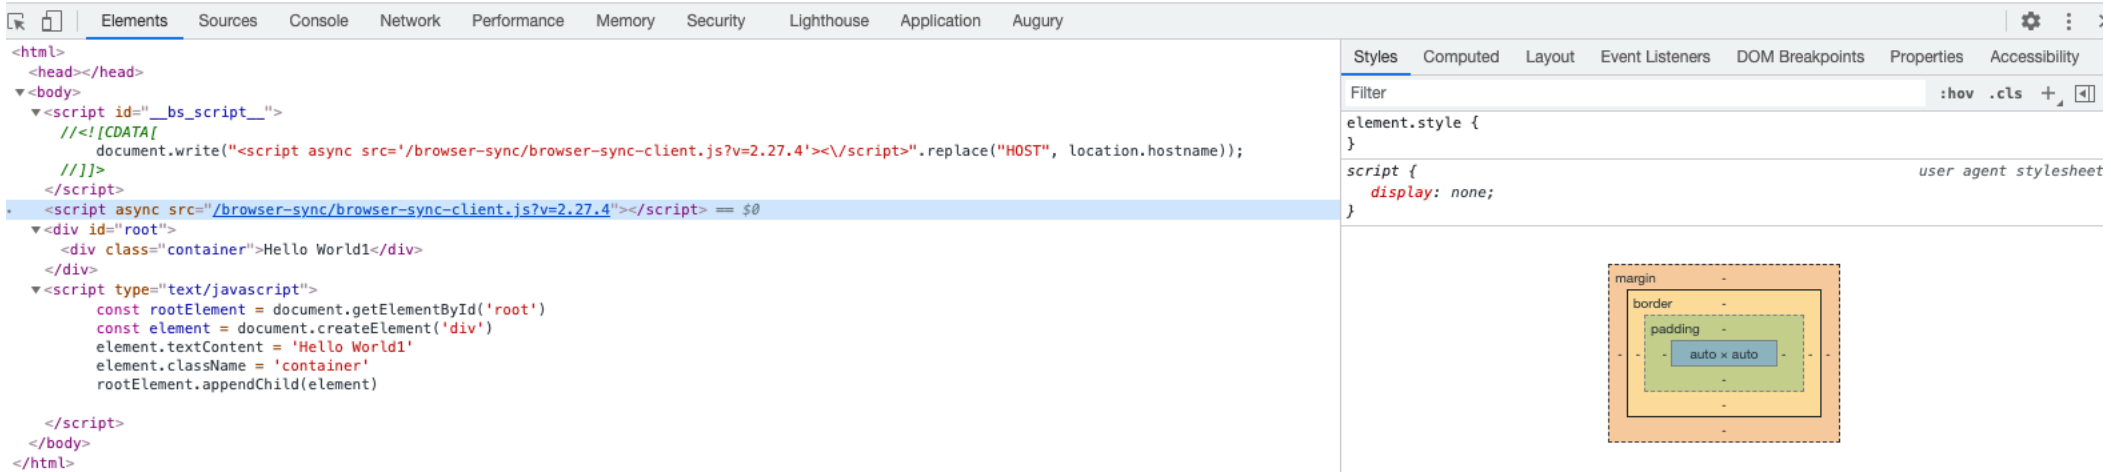 Elements Sources Console Network Performance Memory Security Lighthouse Application Augury
<html>
<head></head>
<body>
<script id="__bs_script__">
//<![CDATA[
document.write("<script async src='/browser-sync/browser-sync-client.js?v=2.27.4'><\/script>".replace("HOST", location.hostname));
//]]>
</script>
<script async src="/browser-sync/browser-sync-client.js?v=2.27.4"></script> == $0
<div id="root">
<div class="container">Hello World1</div>
</div>
<script type="text/javascript">
const rootElement = document.getElementById('root')
const element = document.createElement('div')
element.textContent = 'Hello World1'
element.className = 'container'
rootElement.appendChild(element)
</script>
</body>
</html>
Styles Computed Layout Event Listeners DOM Breakpoints Properties Accessibility
Filter :hov .cls +
element.style {
}
script { user agent stylesheet
display: none;
}
margin -
border -
padding -
- - - auto × auto - - -
-
-
-